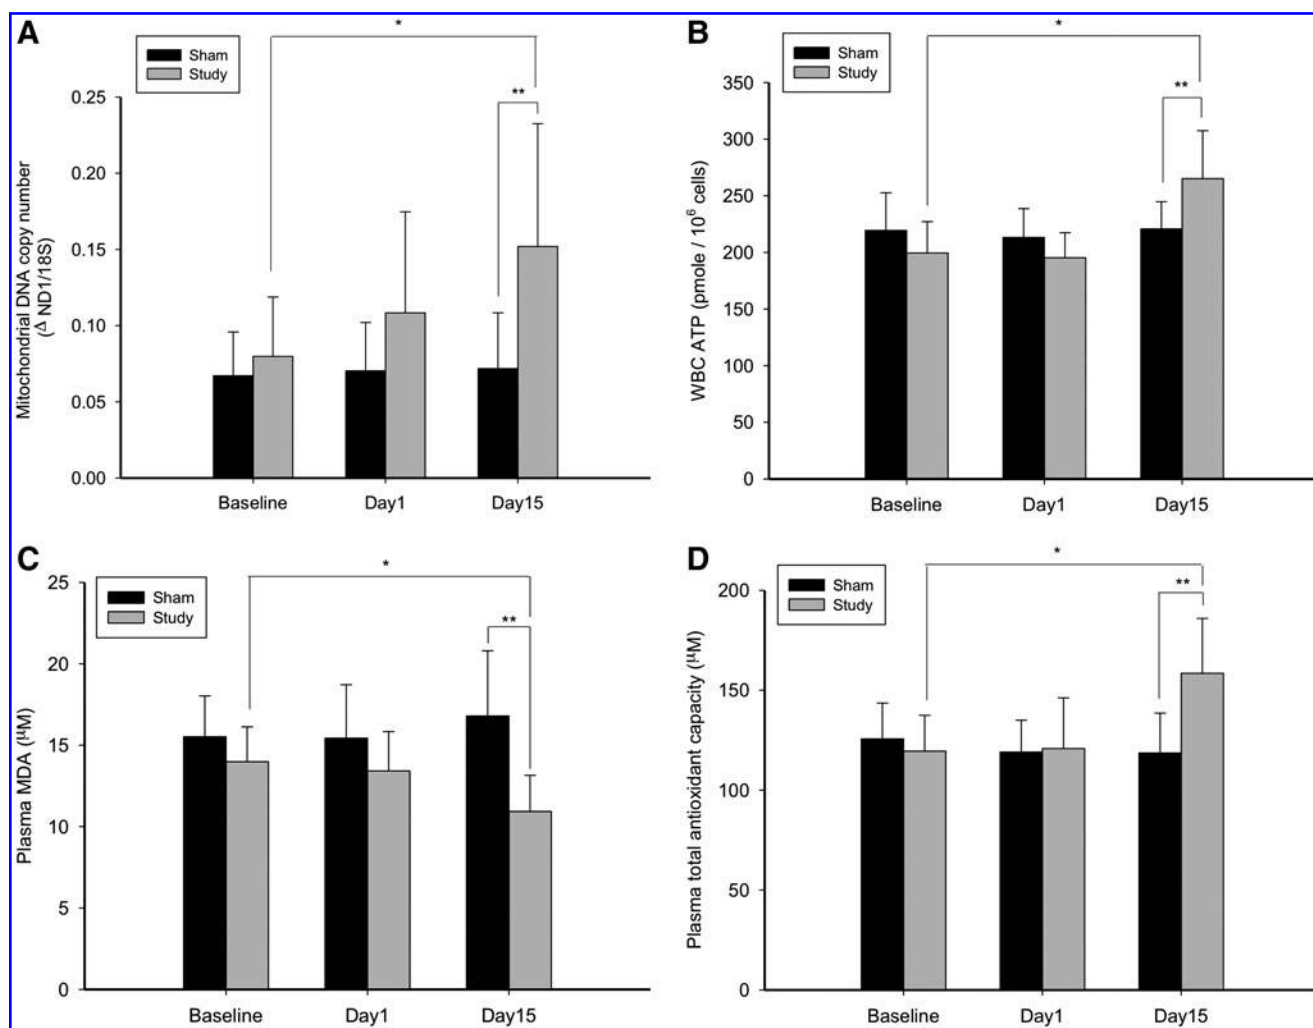 A
*
Sham
Study
**
0.25
0.20
0.15
0.10
0.05
0.00
Mitochondrial DNA copy number
(Δ ND1/18S)
Baseline Day1 Day15
B
*
Sham
Study
**
350
300
250
200
150
100
50
0
WBC ATP (pmole / 10⁶ cells)
Baseline Day1 Day15
C
*
Sham
Study
**
25
20
15
10
5
0
Plasma MDA (μM)
Baseline Day1 Day15
D
*
Sham
Study
**
200
150
100
50
0
Plasma total antioxidant capacity (μM)
Baseline Day1 Day15